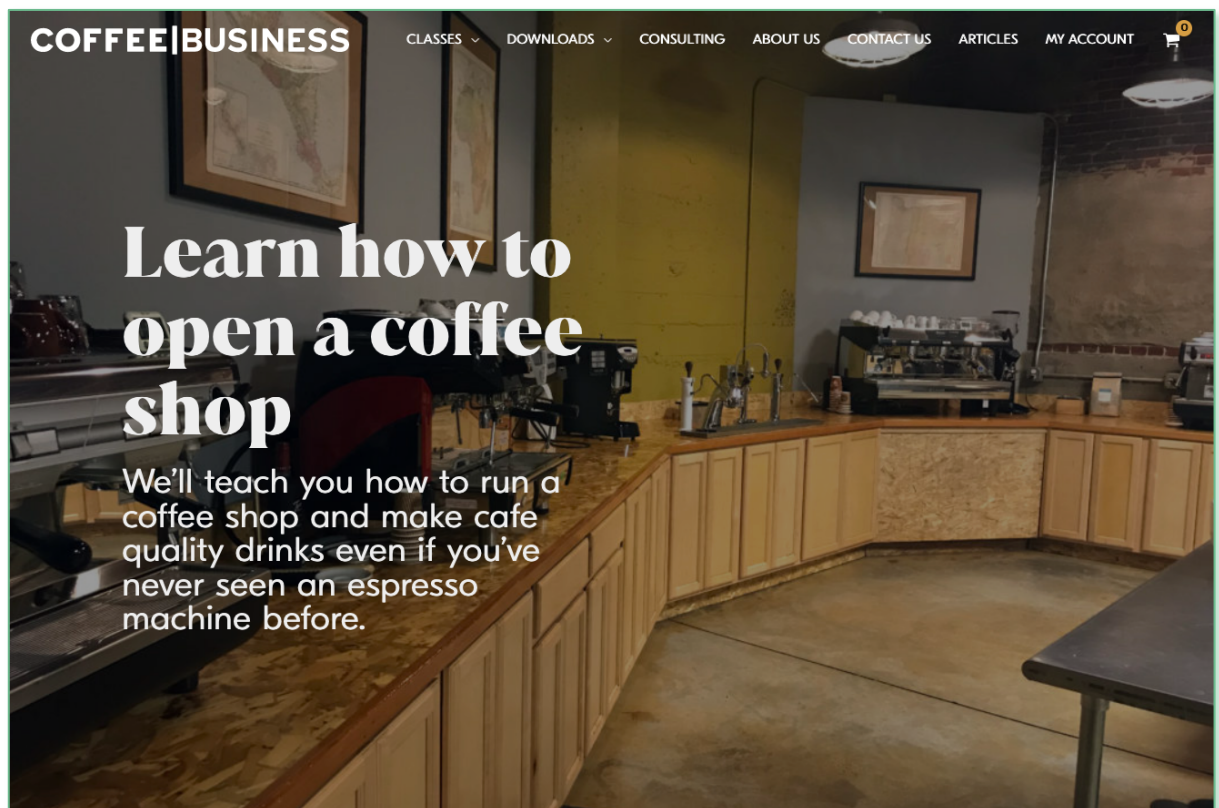 COFFEE|BUSINESS
CLASSES DOWNLOADS CONSULTING ABOUT US CONTACT US ARTICLES MY ACCOUNT 0
Learn how to
open a coffee
shop
We'll teach you how to run a
coffee shop and make cafe
quality drinks even if you've
never seen an espresso
machine before.